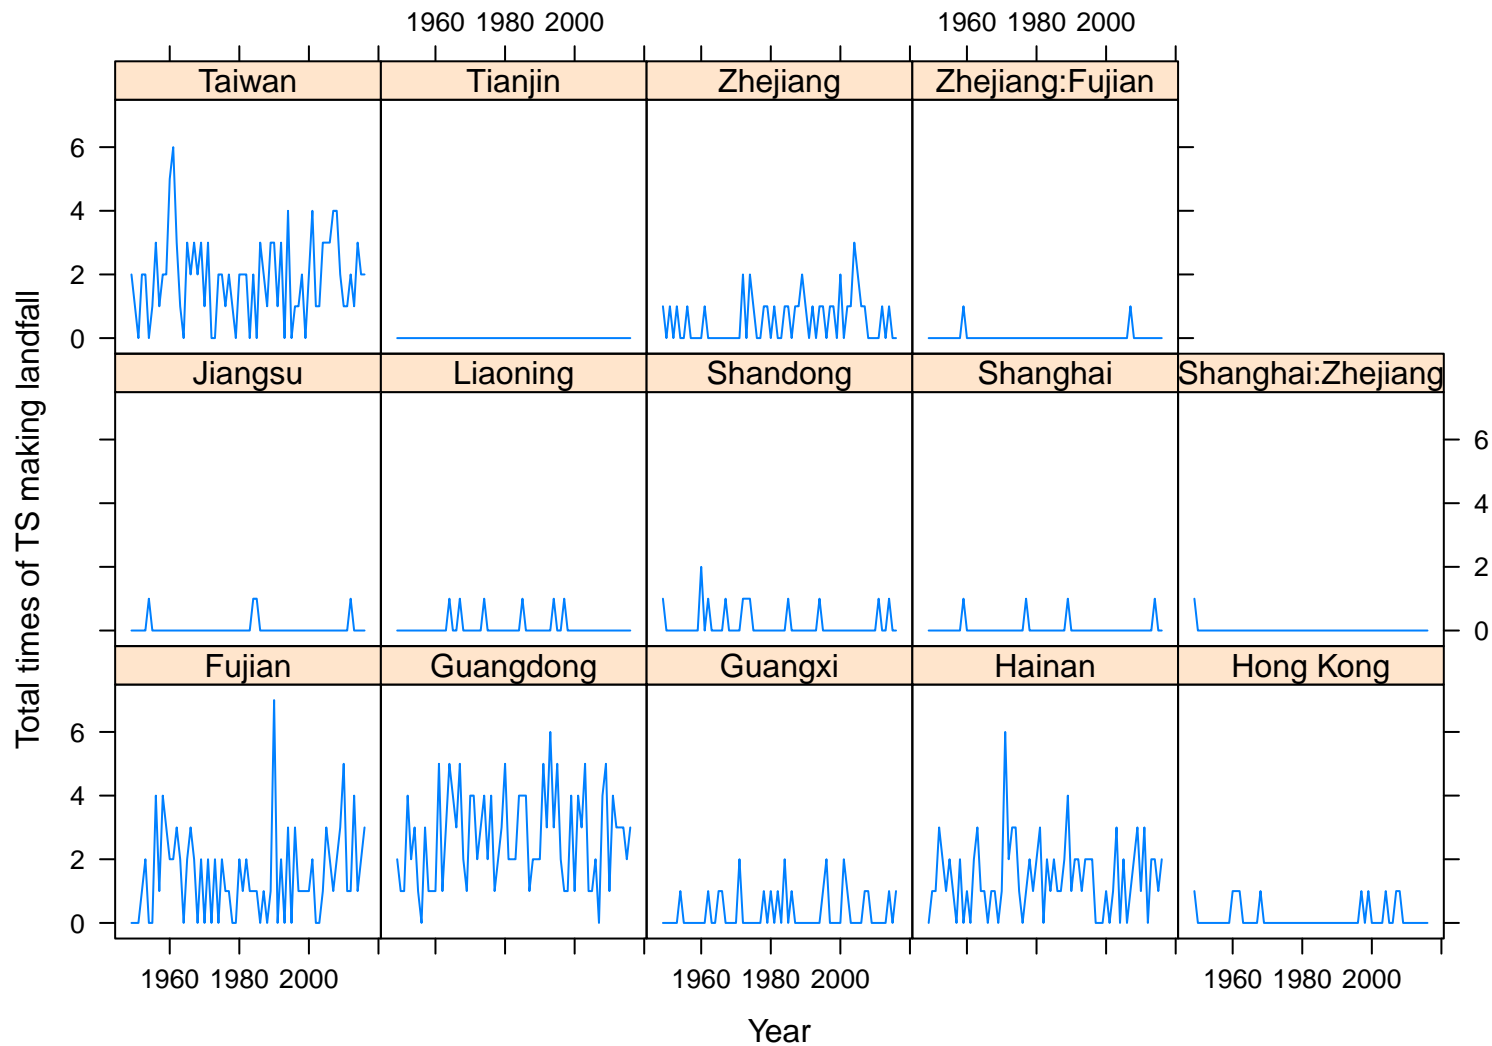 1960 1980 2000 1960 1980 2000
Taiwan Tianjin Zhejiang Zhejiang:Fujian
6
4
2
0
Jiangsu Liaoning Shandong Shanghai Shanghai:Zhejiang
6
4
2
0
Fujian Guangdong Guangxi Hainan Hong Kong
6
4
2
0
1960 1980 2000 1960 1980 2000 1960 1980 2000
Year
Total times of TS making landfall